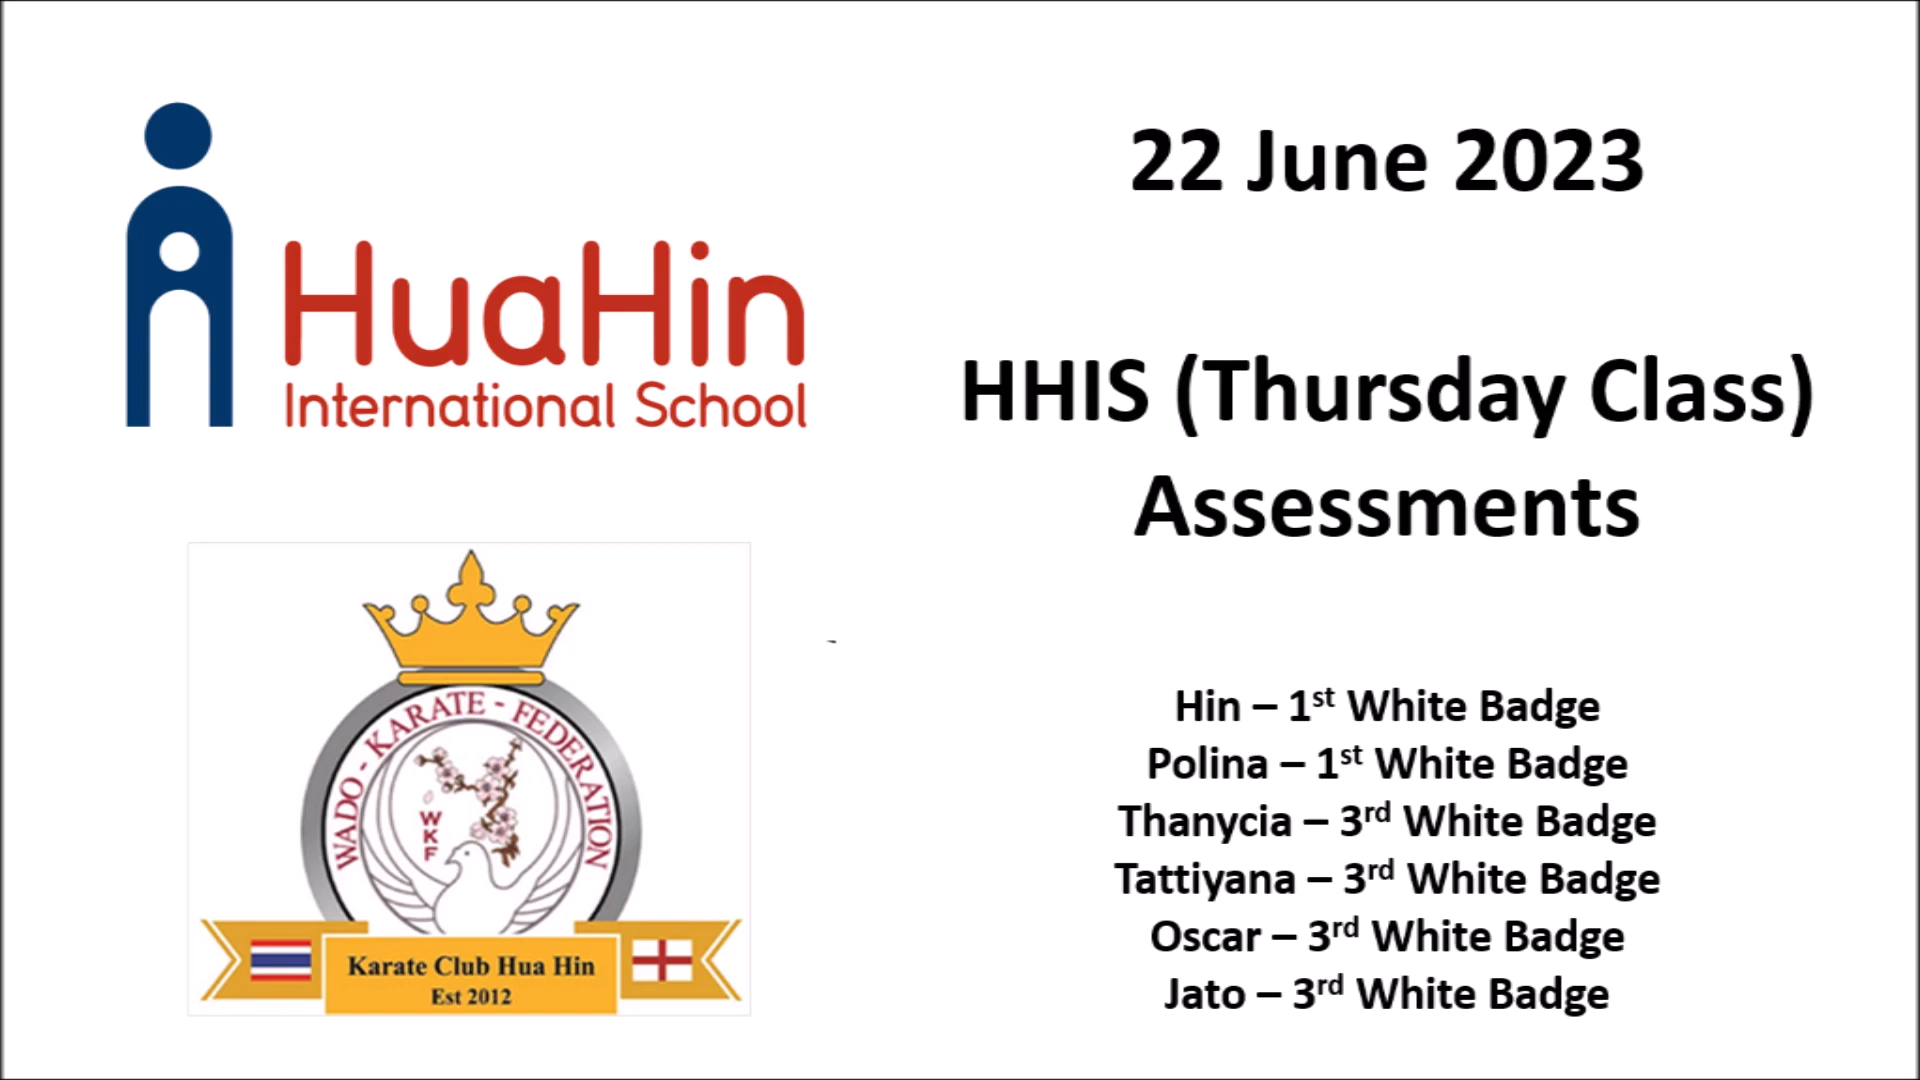 HuaHin
International School
WADO - KARATE - FEDERATION
W
K
F
Karate Club Hua Hin
Est 2012
22 June 2023
HHIS (Thursday Class)
Assessments
Hin – 1st White Badge
Polina – 1st White Badge
Thanycia – 3rd White Badge
Tattiyana – 3rd White Badge
Oscar – 3rd White Badge
Jato – 3rd White Badge